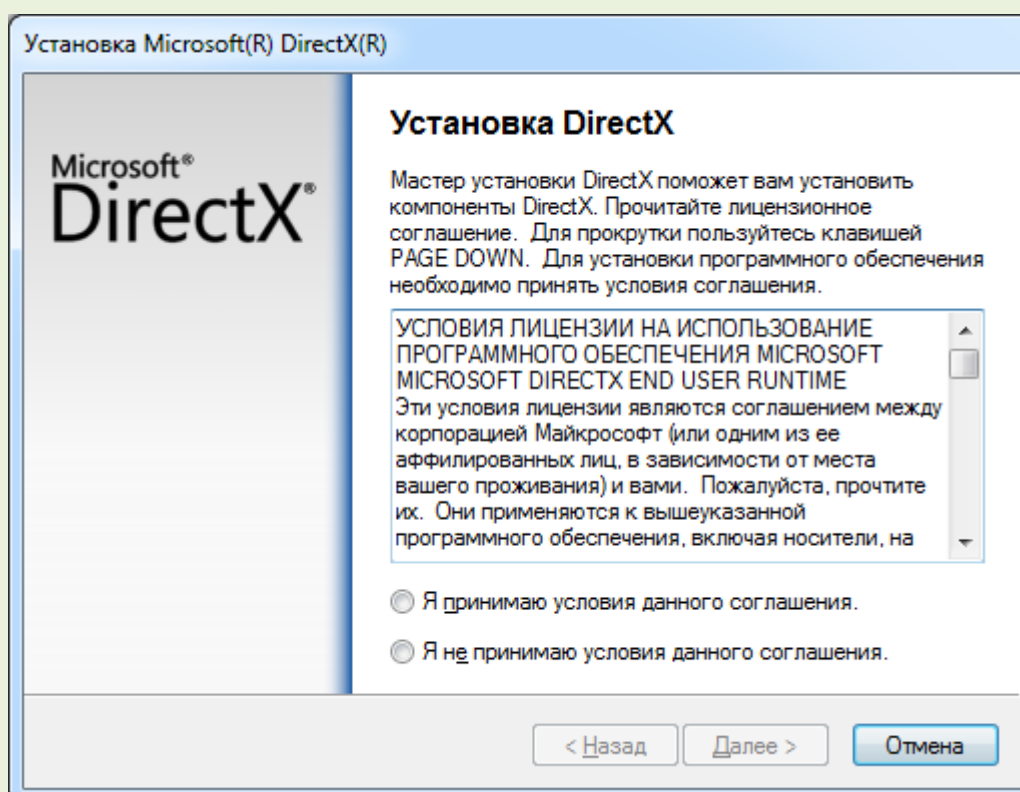 Установка Microsoft(R) DirectX(R)
Microsoft®
DirectX®
Установка DirectX
Мастер установки DirectX поможет вам установить
компоненты DirectX. Прочитайте лицензионное
соглашение. Для прокрутки пользуйтесь клавишей
PAGE DOWN. Для установки программного обеспечения
необходимо принять условия соглашения.
УСЛОВИЯ ЛИЦЕНЗИИ НА ИСПОЛЬЗОВАНИЕ
ПРОГРАММНОГО ОБЕСПЕЧЕНИЯ MICROSOFT
MICROSOFT DIRECTX END USER RUNTIME
Эти условия лицензии являются соглашением между
корпорацией Майкрософт (или одним из ее
аффилированных лиц, в зависимости от места
вашего проживания) и вами. Пожалуйста, прочтите
их. Они применяются к вышеуказанной
программного обеспечения, включая носители, на
Я принимаю условия данного соглашения.
Я не принимаю условия данного соглашения.
< Назад
Далее >
Отмена